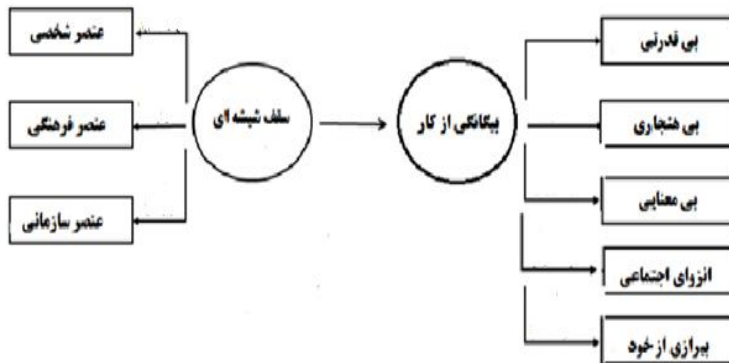 عنصر شخصی
عنصر فرهنگی
عنصر سازمانی
سقف شیشه ای
بیگانگی از کار
بی قدرتی
بی هنجاری
بی معنایی
انزوای اجتماعی
بیزاری از خود